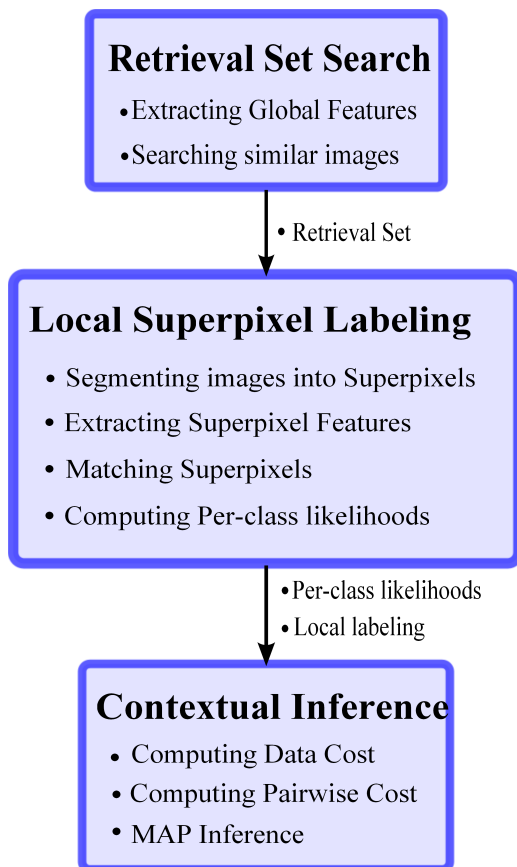 Retrieval Set Search
•Extracting Global Features
•Searching similar images
• Retrieval Set
Local Superpixel Labeling
• Segmenting images into Superpixels
• Extracting Superpixel Features
• Matching Superpixels
• Computing Per-class likelihoods
•Per-class likelihoods
•Local labeling
Contextual Inference
• Computing Data Cost
• Computing Pairwise Cost
• MAP Inference